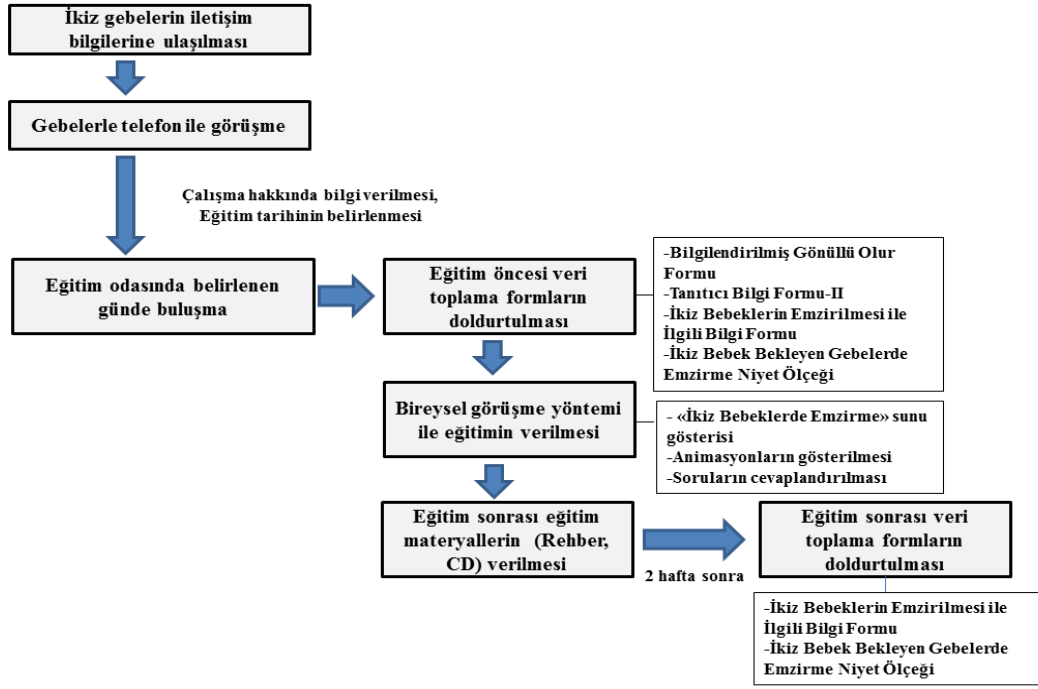 İkiz gebelerin iletişim
bilgilerine ulaşılması
Gebelerle telefon ile görüşme
Çalışma hakkında bilgi verilmesi,
Eğitim tarihinin belirlenmesi
Eğitim odasında belirlenen
günde buluşma
Eğitim öncesi veri
toplama formların
doldurtulması
-Bilgilendirilmiş Gönüllü Olur
Formu
-Tanıtıcı Bilgi Formu-II
-İkiz Bebeklerin Emzirilmesi ile
İlgili Bilgi Formu
-İkiz Bebek Bekleyen Gebelerde
Emzirme Niyet Ölçeği
Bireysel görüşme yöntemi
ile eğitimin verilmesi
- «İkiz Bebeklerde Emzirme» sunu
gösterisi
-Animasyonların gösterilmesi
-Soruların cevaplandırılması
Eğitim sonrası eğitim
materyallerin (Rehber,
CD) verilmesi
2 hafta sonra
Eğitim sonrası veri
toplama formların
doldurtulması
-İkiz Bebeklerin Emzirilmesi ile
İlgili Bilgi Formu
-İkiz Bebek Bekleyen Gebelerde
Emzirme Niyet Ölçeği